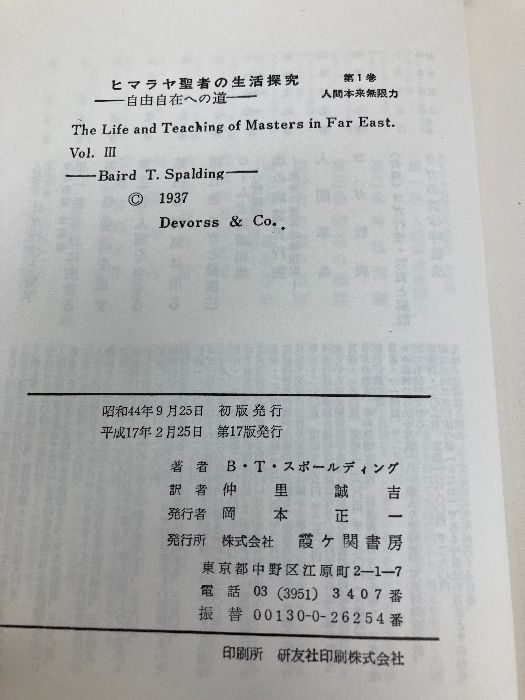 ヒマラヤ聖者の生活探究　第1巻
――自由自在への道――　人間本来無限力
The Life and Teaching of Masters in Far East.
Vol. III
――Baird T. Spalding――
© 1937
Devorss & Co..
昭和44年9月25日　初版発行
平成17年2月25日　第17版発行
著者　B・T・スポールディング
訳者　仲里誠吉
発行者　岡本正一
発行所　株式会社　霞ケ関書房
東京都中野区江原町2―1―7
電話　03 (3951) 3407番
振替　00130-0-26254番
印刷所　研友社印刷株式会社